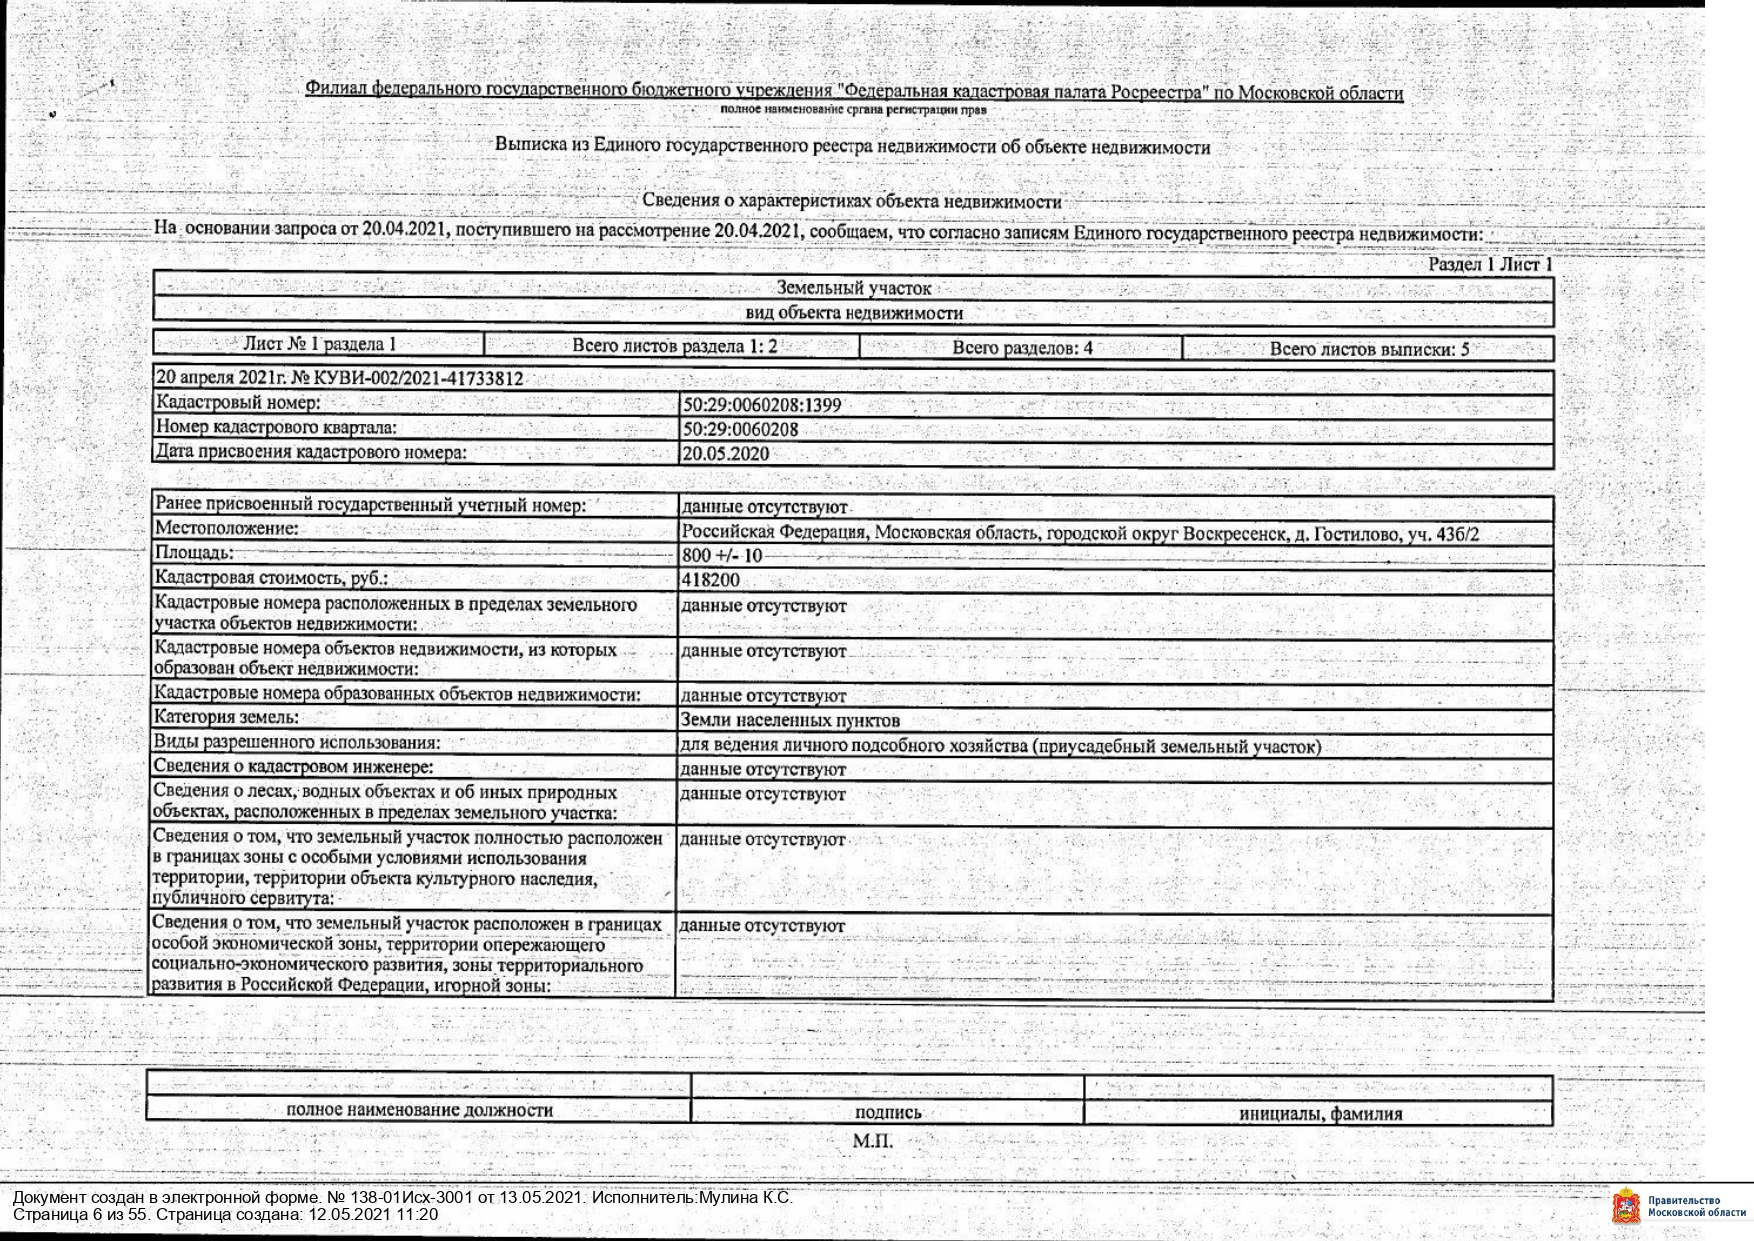 Филиал федерального государственного бюджетного учреждения "Федеральная кадастровая палата Росреестра" по Московской области
полное наименование органа регистрации прав
Выписка из Единого государственного реестра недвижимости об объекте недвижимости
Сведения о характеристиках объекта недвижимости
На основании запроса от 20.04.2021, поступившего на рассмотрение 20.04.2021, сообщаем, что согласно записям Единого государственного реестра недвижимости:
Раздел 1 Лист 1
Земельный участок
вид объекта недвижимости
Лист № 1 раздела 1 Всего листов раздела 1: 2 Всего разделов: 4 Всего листов выписки: 5
20 апреля 2021г. № КУВИ-002/2021-41733812
Кадастровый номер: 50:29:0060208:1399
Номер кадастрового квартала: 50:29:0060208
Дата присвоения кадастрового номера: 20.05.2020
Ранее присвоенный государственный учетный номер: данные отсутствуют
Местоположение: Российская Федерация, Московская область, городской округ Воскресенск, д. Гостилово, уч. 43б/2
Площадь: 800 +/- 10
Кадастровая стоимость, руб.: 418200
Кадастровые номера расположенных в пределах земельного данные отсутствуют
участка объектов недвижимости:
Кадастровые номера объектов недвижимости, из которых данные отсутствуют
образован объект недвижимости:
Кадастровые номера образованных объектов недвижимости: данные отсутствуют
Категория земель: Земли населенных пунктов
Виды разрешенного использования: для ведения личного подсобного хозяйства (приусадебный земельный участок)
Сведения о кадастровом инженере: данные отсутствуют
Сведения о лесах, водных объектах и об иных природных данные отсутствуют
объектах, расположенных в пределах земельного участка:
Сведения о том, что земельный участок полностью расположен данные отсутствуют
в границах зоны с особыми условиями использования
территории, территории объекта культурного наследия,
публичного сервитута:
Сведения о том, что земельный участок расположен в границах данные отсутствуют
особой экономической зоны, территории опережающего
социально-экономического развития, зоны территориального
развития в Российской Федерации, игорной зоны:
полное наименование должности подпись инициалы, фамилия
М.П.
Документ создан в электронной форме. № 138-01Исх-3001 от 13.05.2021. Исполнитель:Мулина К.С.
Страница 6 из 55. Страница создана: 12.05.2021 11:20
Правительство
Московской области